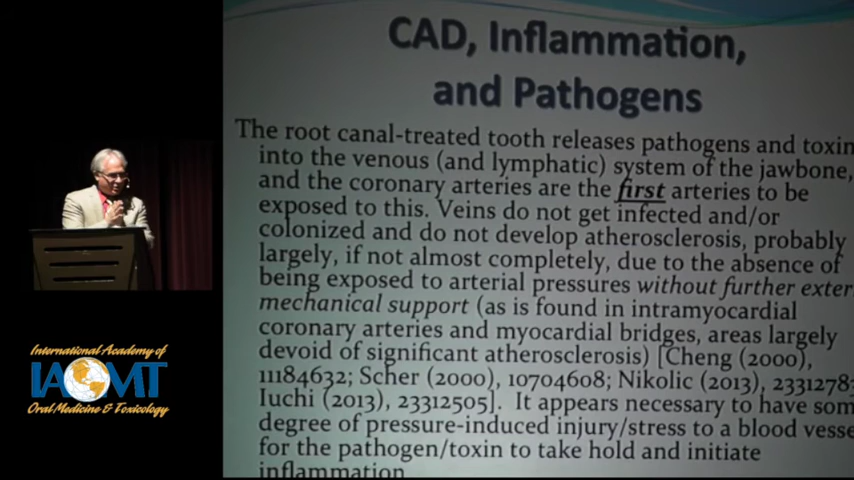 CAD, Inflammation,
and Pathogens
The root canal-treated tooth releases pathogens and toxin
into the venous (and lymphatic) system of the jawbone,
and the coronary arteries are the first arteries to be
exposed to this. Veins do not get infected and/or
colonized and do not develop atherosclerosis, probably
largely, if not almost completely, due to the absence of
being exposed to arterial pressures without further exter
mechanical support (as is found in intramyocardial
coronary arteries and myocardial bridges, areas largely
devoid of significant atherosclerosis) [Cheng (2000),
11184632; Scher (2000), 10704608; Nikolic (2013), 2331278
Iuchi (2013), 23312505]. It appears necessary to have som
degree of pressure-induced injury/stress to a blood vesse
for the pathogen/toxin to take hold and initiate
inflammation
International Academy of
IAOMT
Oral Medicine & Toxicology